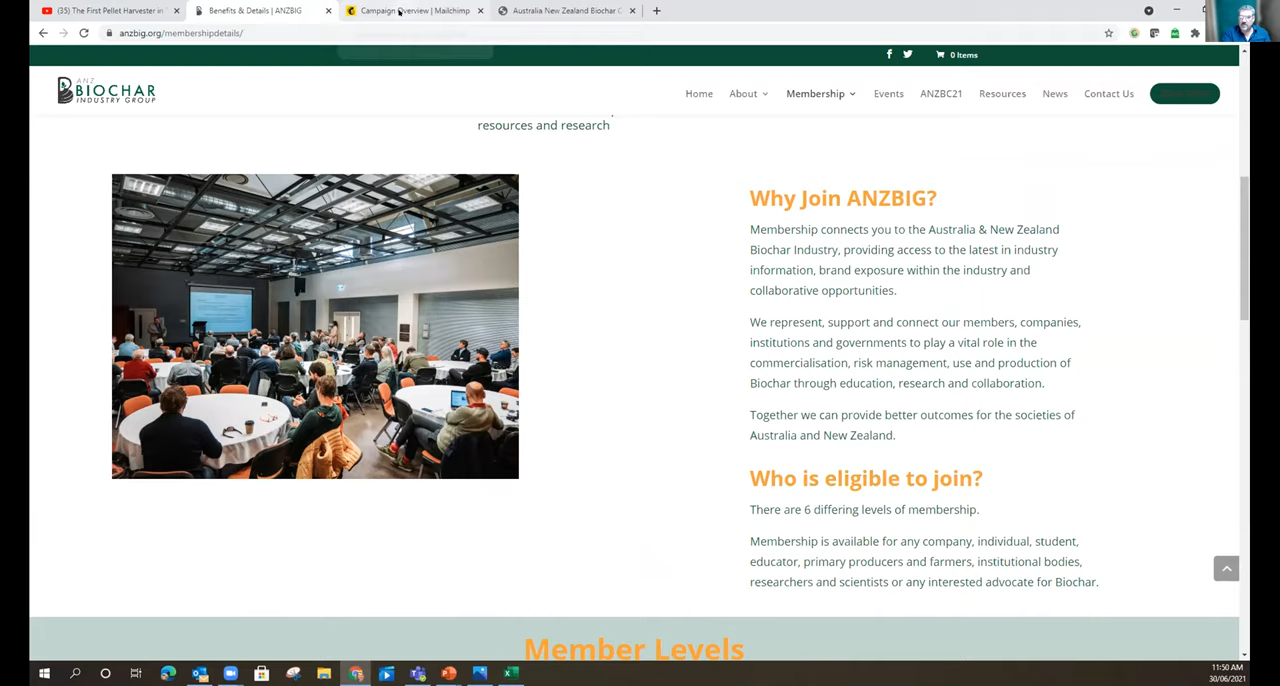 (35) The First Pellet Harvester in
Benefits & Details | ANZBIG
Campaign Overview | Mailchimp
Australia New Zealand Biochar C
anzbig.org/membershipdetails/
0 Items
ANZ
BIOCHAR
INDUSTRY GROUP
Home
About
Membership
Events
ANZBC21
Resources
News
Contact Us
resources and research
Why Join ANZBIG?
Membership connects you to the Australia & New Zealand
Biochar Industry, providing access to the latest in industry
information, brand exposure within the industry and
collaborative opportunities.
We represent, support and connect our members, companies,
institutions and governments to play a vital role in the
commercialisation, risk management, use and production of
Biochar through education, research and collaboration.
Together we can provide better outcomes for the societies of
Australia and New Zealand.
Who is eligible to join?
There are 6 differing levels of membership.
Membership is available for any company, individual, student,
educator, primary producers and farmers, institutional bodies,
researchers and scientists or any interested advocate for Biochar.
Member Levels
11:50 AM
30/06/2021